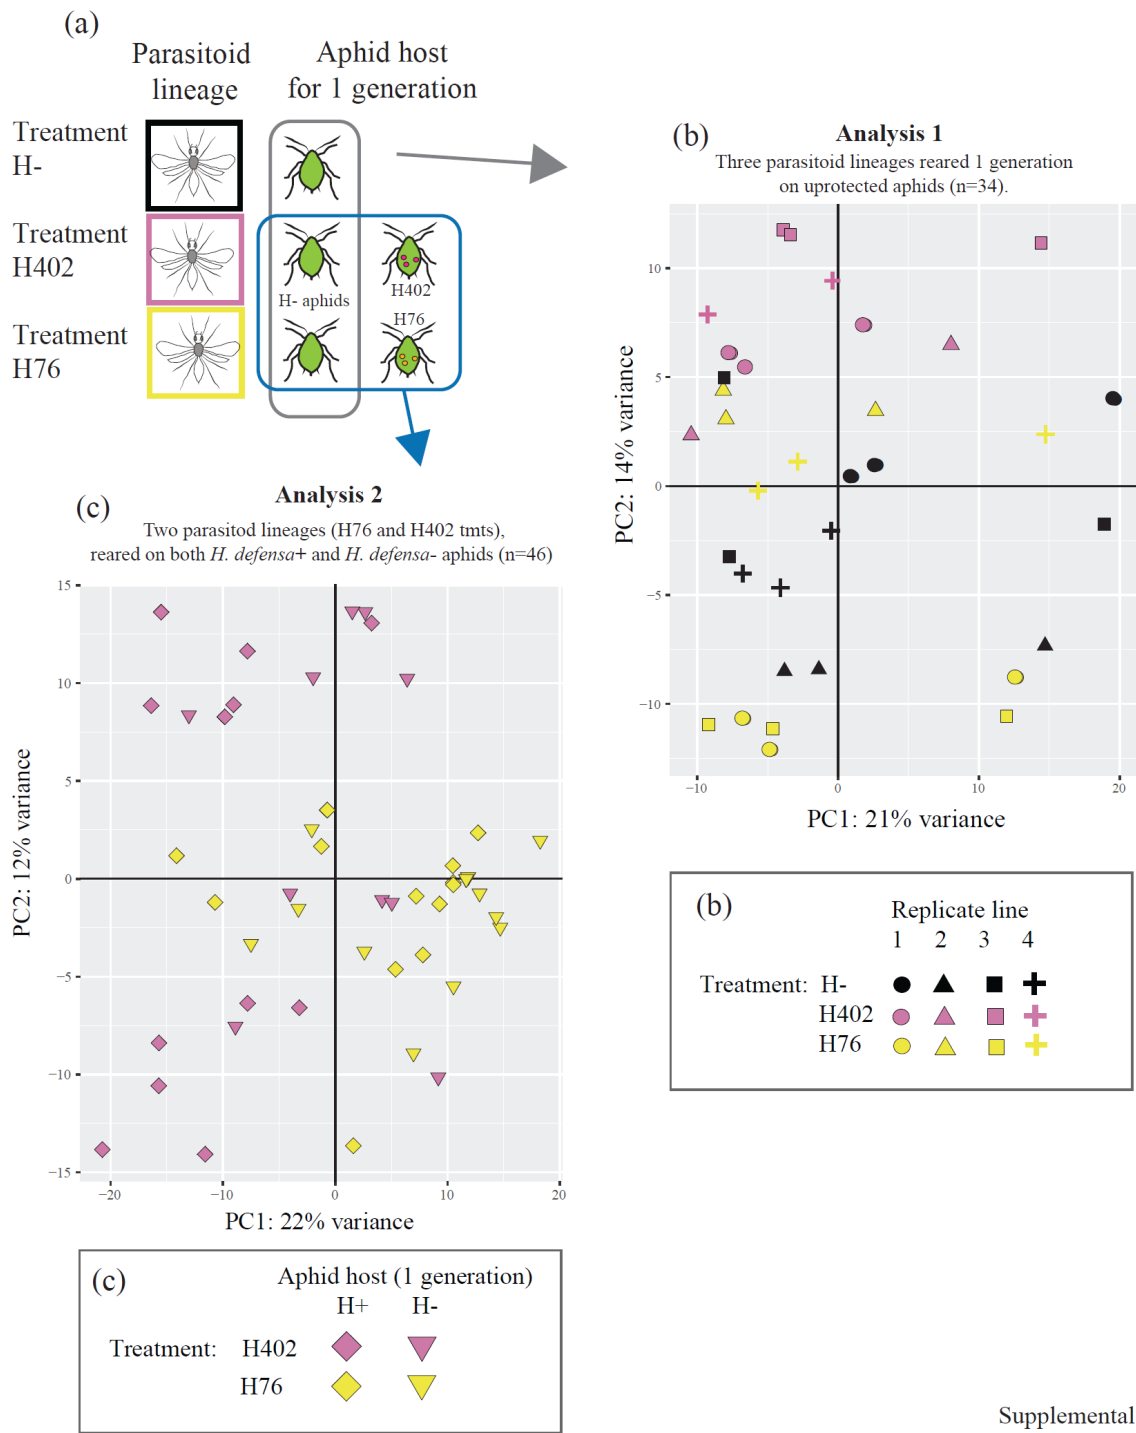 (a)
Parasitoid
lineage
Aphid host
for 1 generation
Treatment
H-
Treatment
H402
Treatment
H76
H- aphids
H402
H76
(b)
Analysis 1
Three parasitoid lineages reared 1 generation
on uprotected aphids (n=34).
10
5
0
−5
−10
−10
0
10
20
PC2: 14% variance
PC1: 21% variance
(c)
Analysis 2
Two parasitod lineages (H76 and H402 tmts),
reared on both H. defensa+ and H. defensa- aphids (n=46)
15
10
5
0
−5
−10
−15
−20
−10
0
10
20
PC2: 12% variance
PC1: 22% variance
(b)
Replicate line
1 2 3 4
Treatment: H-
H402
H76
(c)
Aphid host (1 generation)
H+ H-
Treatment: H402
H76
Supplemental